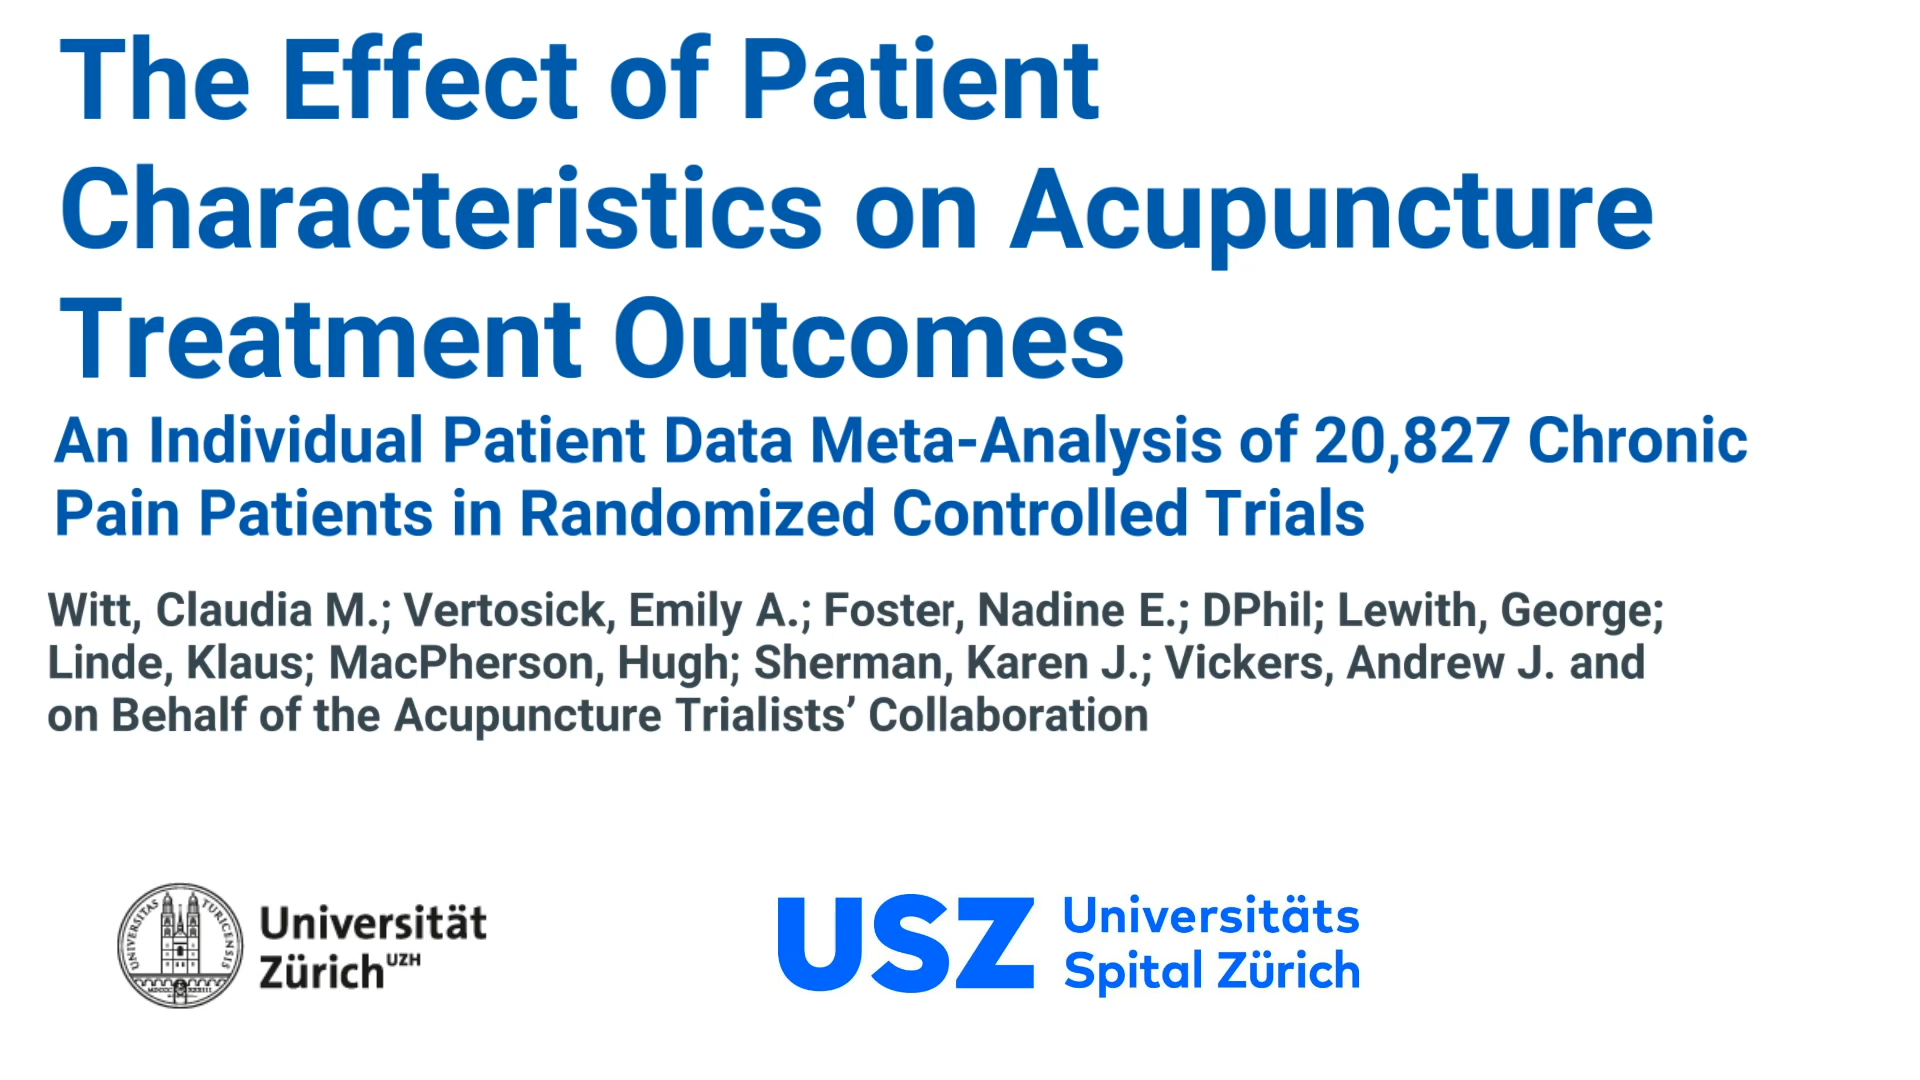 The Effect of Patient
Characteristics on Acupuncture
Treatment Outcomes
An Individual Patient Data Meta-Analysis of 20,827 Chronic
Pain Patients in Randomized Controlled Trials
Witt, Claudia M.; Vertosick, Emily A.; Foster, Nadine E.; DPhil; Lewith, George;
Linde, Klaus; MacPherson, Hugh; Sherman, Karen J.; Vickers, Andrew J. and
on Behalf of the Acupuncture Trialists’ Collaboration
UNIVERSITAS TURICENSIS
Universität
Zürich UZH
USZ
Universitäts
Spital Zürich